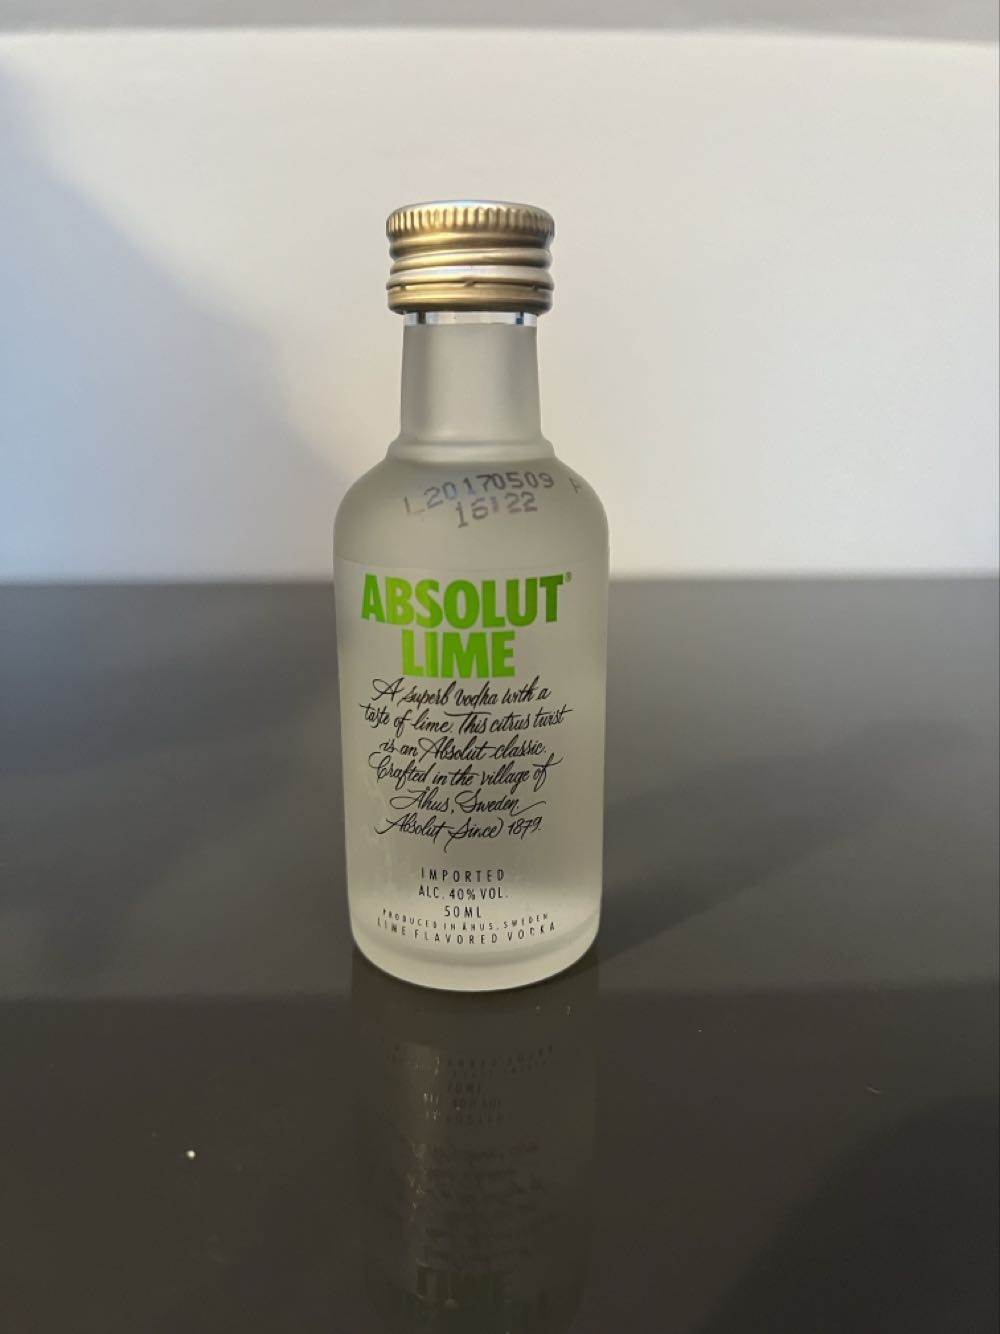 L20170509 F
16:22
ABSOLUT®
LIME
A superb vodka with a
taste of lime. This citrus twist
is an Absolut classic.
Crafted in the village of
Åhus, Sweden.
Absolut Since 1879.
IMPORTED
ALC. 40% VOL.
50ML
PRODUCED IN ÅHUS, SWEDEN
LIME FLAVORED VODKA